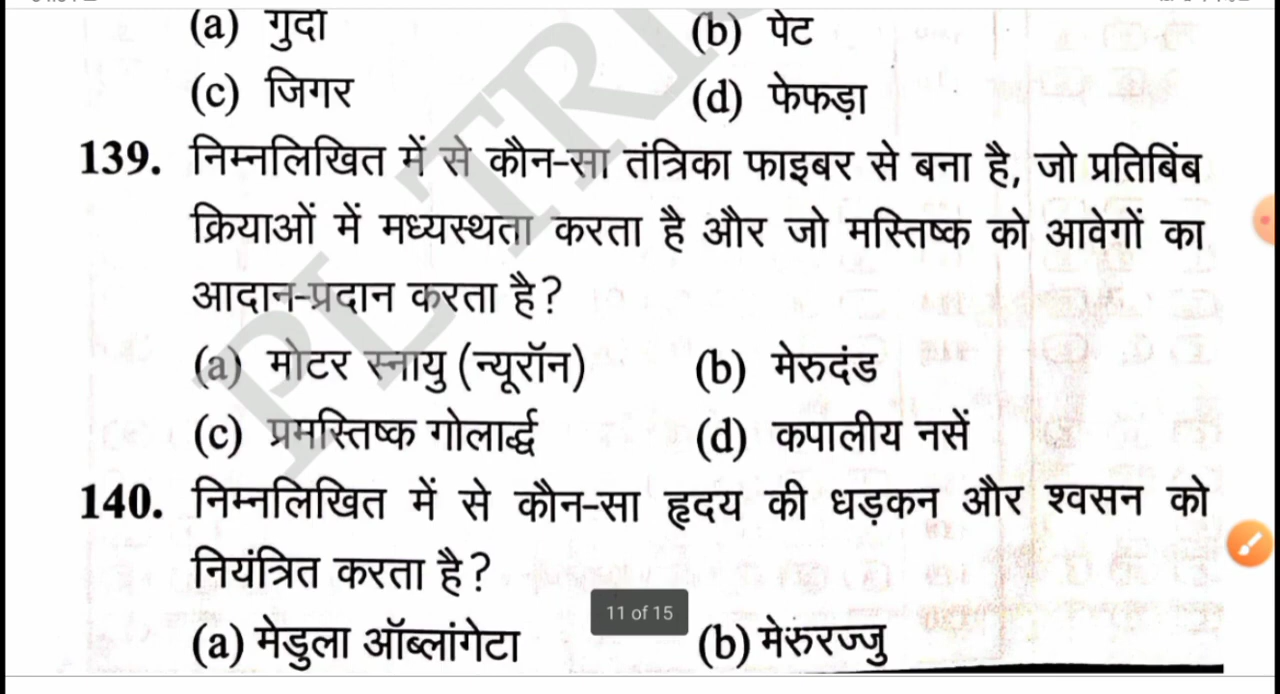 (a) गुर्दा (b) पेट
(c) जिगर (d) फेफड़ा
139. निम्नलिखित में से कौन-सा तंत्रिका फाइबर से बना है, जो प्रतिबिंब
क्रियाओं में मध्यस्थता करता है और जो मस्तिष्क को आवेगों का
आदान-प्रदान करता है?
(a) मोटर स्नायु (न्यूरॉन) (b) मेरुदंड
(c) प्रमस्तिष्क गोलार्द्ध (d) कपालीय नसें
140. निम्नलिखित में से कौन-सा हृदय की धड़कन और श्वसन को
नियंत्रित करता है?
11 of 15
(a) मेडुला ऑब्लांगेटा (b) मेरुरज्जु